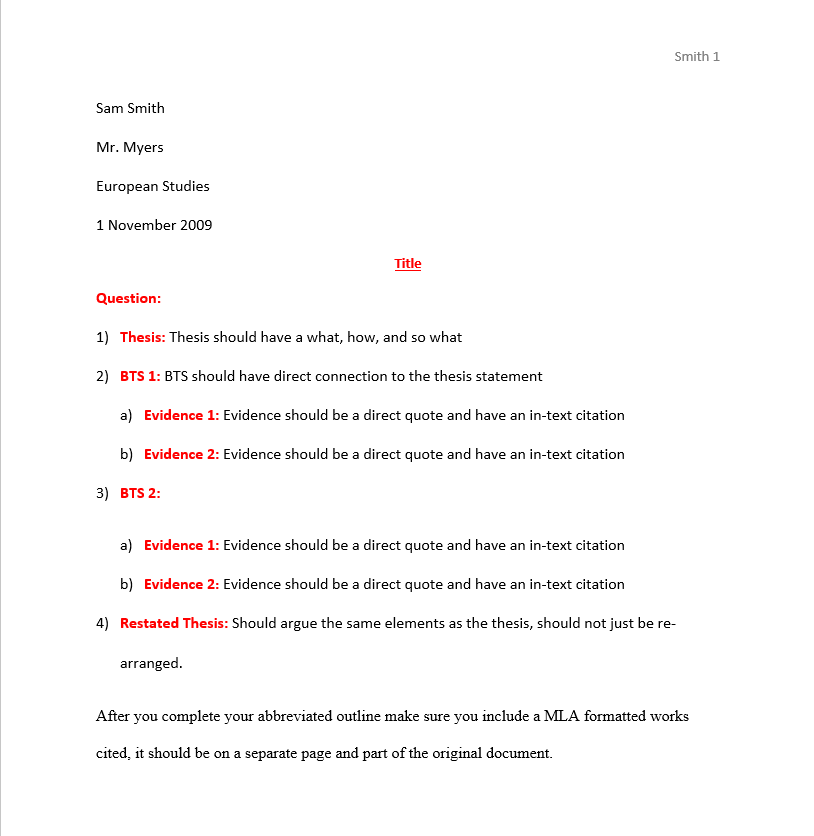 Smith 1
Sam Smith
Mr. Myers
European Studies
1 November 2009
Title
Question:
1) Thesis: Thesis should have a what, how, and so what
2) BTS 1: BTS should have direct connection to the thesis statement
a) Evidence 1: Evidence should be a direct quote and have an in-text citation
b) Evidence 2: Evidence should be a direct quote and have an in-text citation
3) BTS 2:
a) Evidence 1: Evidence should be a direct quote and have an in-text citation
b) Evidence 2: Evidence should be a direct quote and have an in-text citation
4) Restated Thesis: Should argue the same elements as the thesis, should not just be re-
arranged.
After you complete your abbreviated outline make sure you include a MLA formatted works
cited, it should be on a separate page and part of the original document.